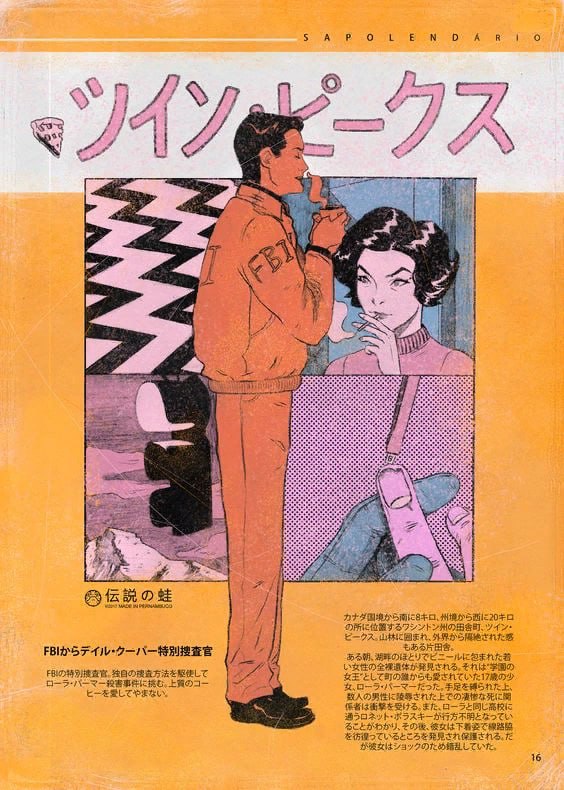 SAPOLENDÁRIO
ツイン・ピークス
I
FBI
伝説の蛙
©2017 MADE IN PERNAMBUCO
FBIからデイル・クーパー特別捜査官
FBIの特別捜査官。独自の捜査方法を駆使して
ローラ・パーマー殺害事件に挑む。上質のコー
ヒーを愛してやまない。
カナダ国境から南に8キロ、州境から西に20キロ
の所に位置するワシントン州の田舎町、ツイン・
ピークス。山林に囲まれ、外界から隔絶された感
もある片田舎。
ある朝、湖畔のほとりでビニールに包まれた若
い女性の全裸遺体が発見される。それは“学園の
女王”として町の誰からも愛されていた17歳の少
女、ローラ・パーマーだった。手足を縛られた上、
数人の男性に陵辱された上での凄惨な死に関
係者は衝撃を受ける。また、ローラと同じ高校に
通うロネット・ポラスキーが行方不明となってい
ることがわかり、その後、彼女は下着姿で線路脇
を彷徨っているところを発見され保護される。だ
が彼女はショックのため錯乱していた。
16